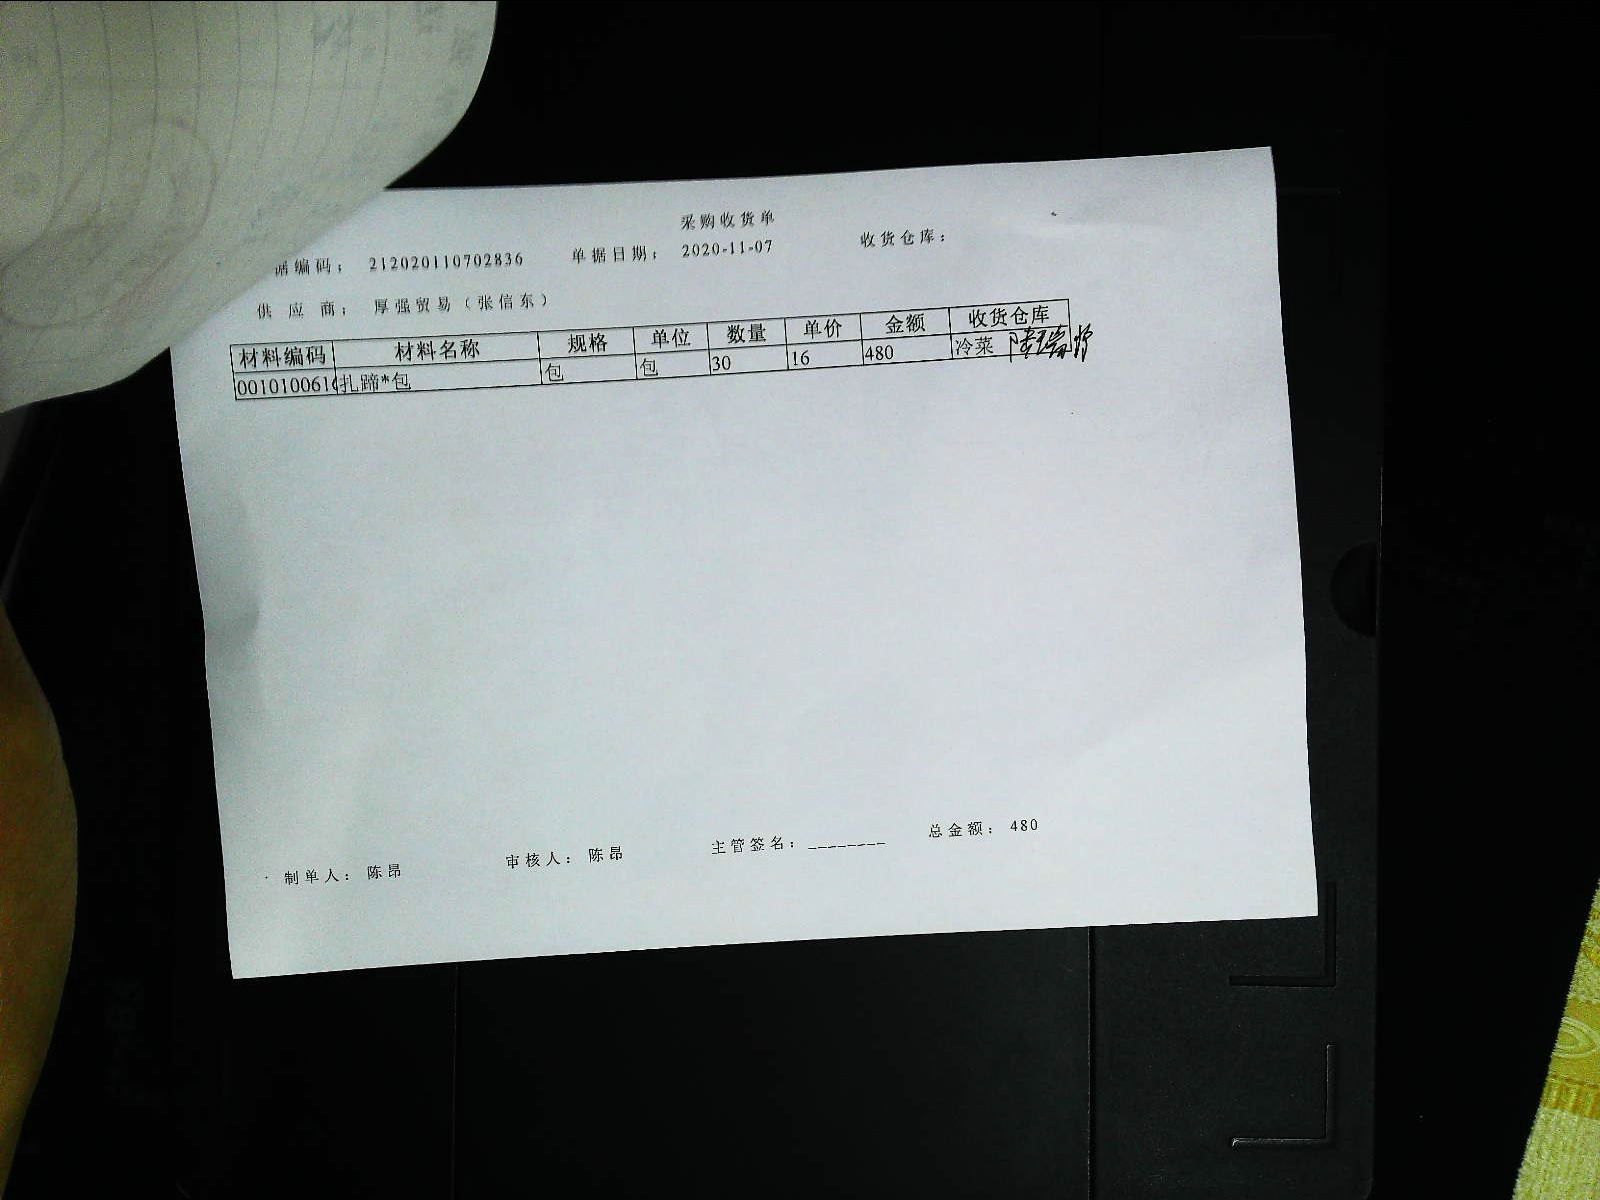 采购收货单
据编码： 212020110702836 单据日期： 2020-11-07 收货仓库：
供应商： 厚强贸易（张信东）
材料编码 材料名称 规格 单位 数量 单价 金额 收货仓库
0010100610 扎蹄*包 包 包 30 16 480 冷菜
制单人： 陈昂 审核人： 陈昂 主管签名：________ 总金额： 480